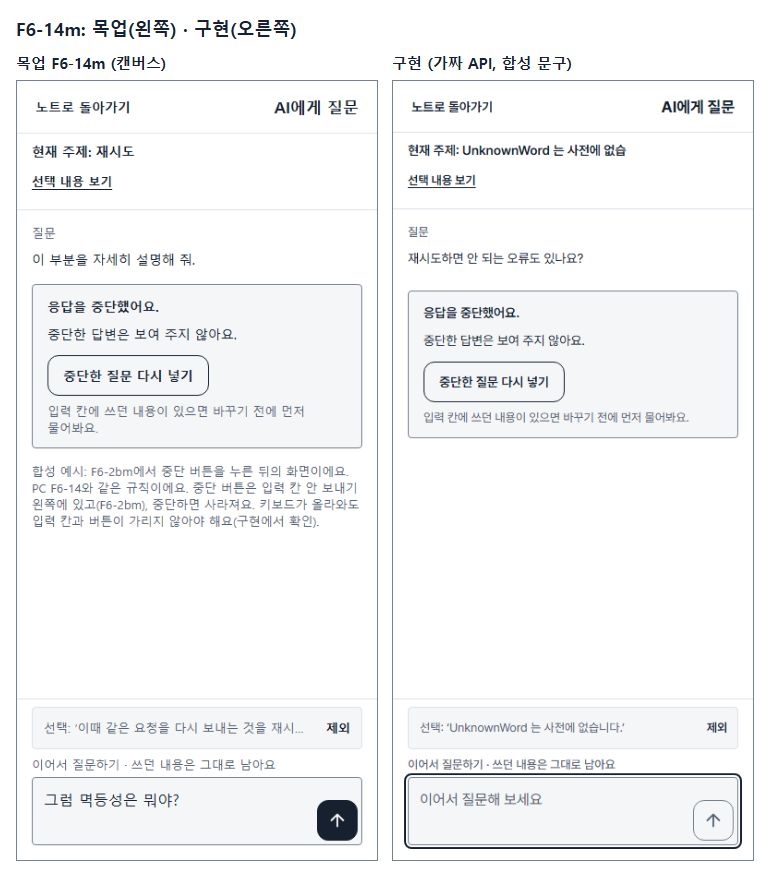 F6-14m: 목업(왼쪽) · 구현(오른쪽)
목업 F6-14m (캔버스)
노트로 돌아가기
AI에게 질문
현재 주제: 재시도
선택 내용 보기
질문
이 부분을 자세히 설명해 줘.
응답을 중단했어요.
중단한 답변은 보여 주지 않아요.
중단한 질문 다시 넣기
입력 칸에 쓰던 내용이 있으면 바꾸기 전에 먼저
물어봐요.
합성 예시: F6-2bm에서 중단 버튼을 누른 뒤의 화면이에요.
PC F6-14와 같은 규칙이에요. 중단 버튼은 입력 칸 안 보내기
왼쪽에 있고(F6-2bm), 중단하면 사라져요. 키보드가 올라와도
입력 칸과 버튼이 가리지 않아야 해요(구현에서 확인).
선택: ‘이때 같은 요청을 다시 보내는 것을 재시...
제외
이어서 질문하기 · 쓰던 내용은 그대로 남아요
그럼 멱등성은 뭐야?
구현 (가짜 API, 합성 문구)
노트로 돌아가기
AI에게 질문
현재 주제: UnknownWord 는 사전에 없습
선택 내용 보기
질문
재시도하면 안 되는 오류도 있나요?
응답을 중단했어요.
중단한 답변은 보여 주지 않아요.
중단한 질문 다시 넣기
입력 칸에 쓰던 내용이 있으면 바꾸기 전에 먼저 물어봐요.
선택: ‘UnknownWord 는 사전에 없습니다.’
제외
이어서 질문하기 · 쓰던 내용은 그대로 남아요
이어서 질문해 보세요